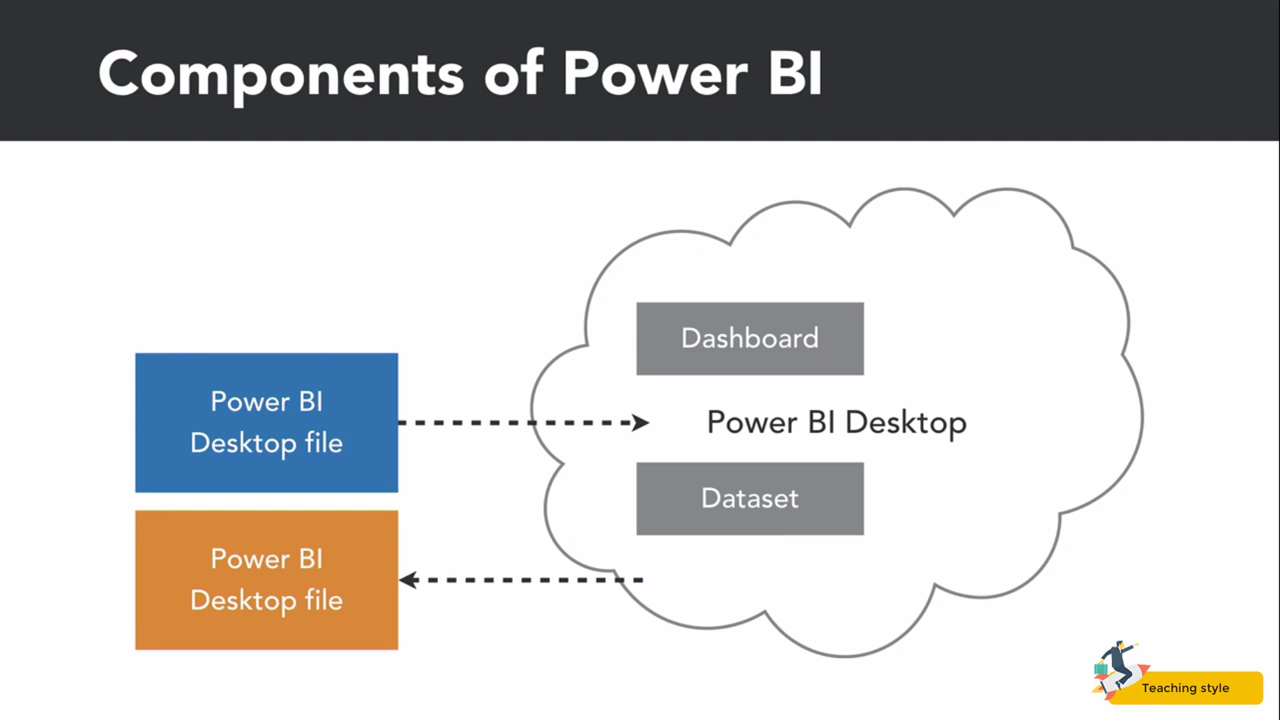 Components of Power BI
Dashboard
Power BI
Desktop file
Power BI Desktop
Dataset
Power BI
Desktop file
Teaching style